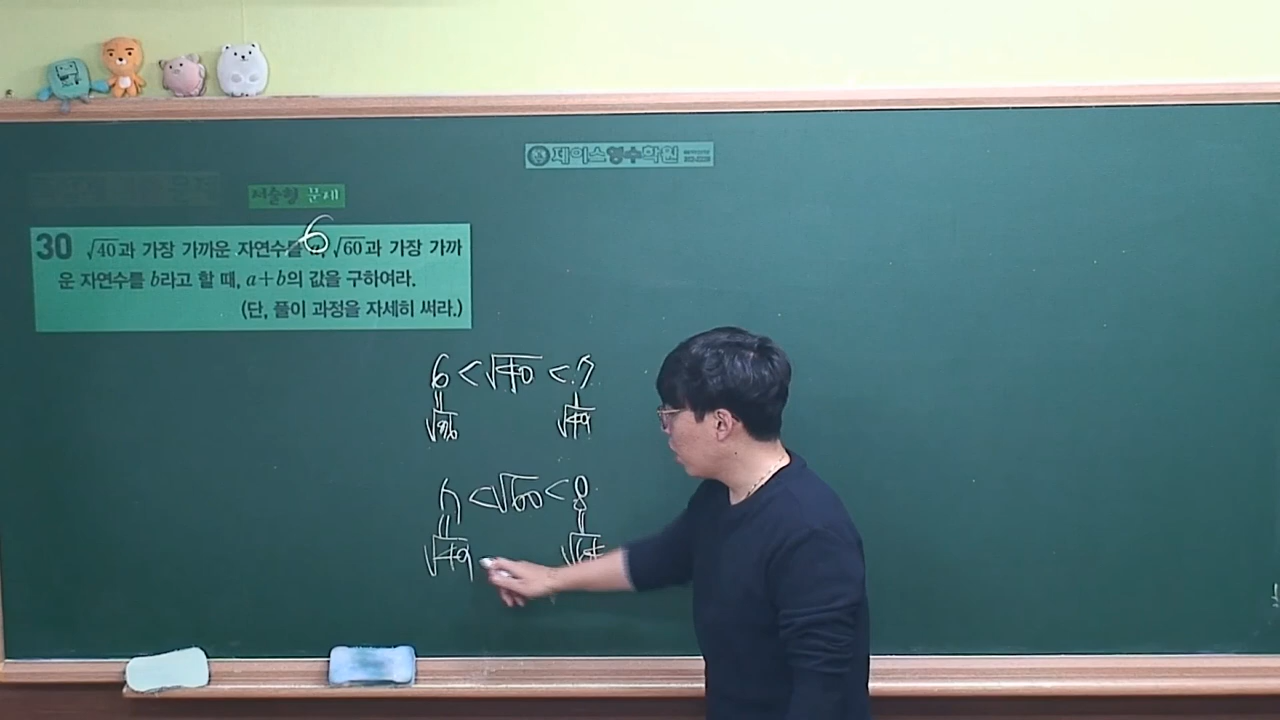 제이스영수학원
서술형 문제
30 √40과 가장 가까운 자연수를 6, √60과 가장 가까
운 자연수를 b라고 할 때, a+b의 값을 구하여라.
(단, 풀이 과정을 자세히 써라.)
6 < √40 < 7
√36 √49
7 < √60 < 8
√49 √64